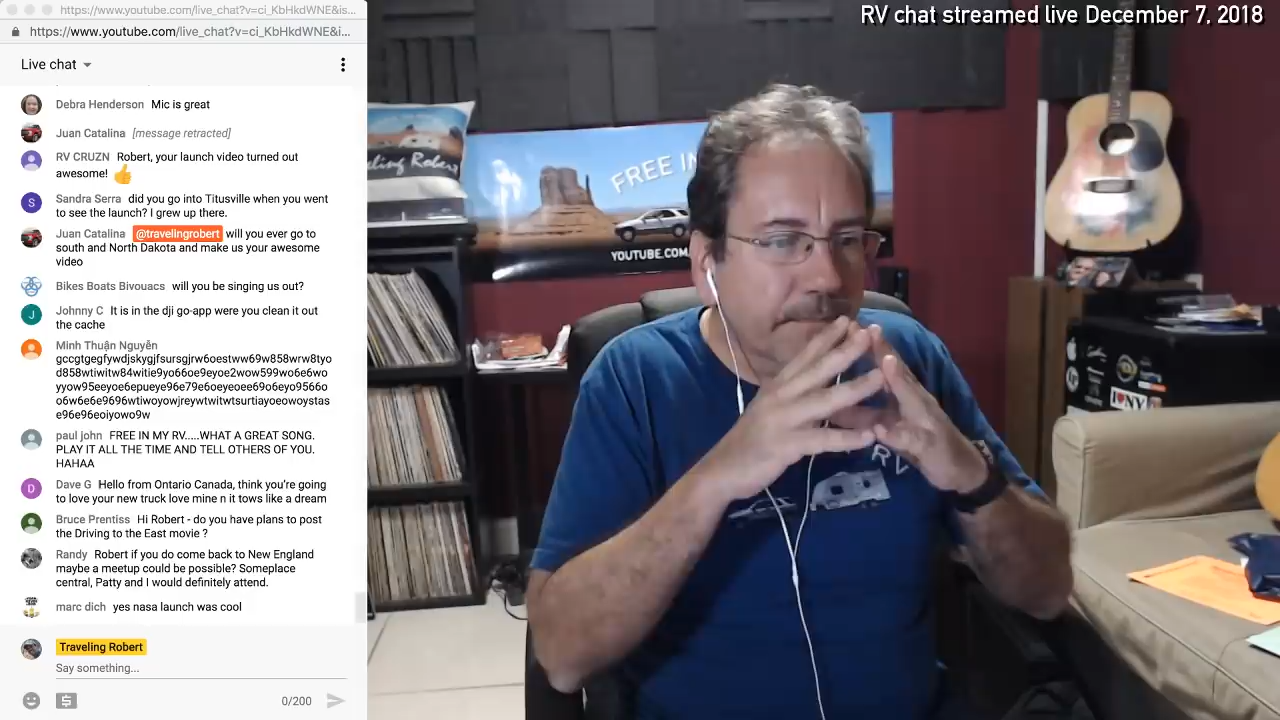 https://www.youtube.com/live_chat?v=ci_KbHkdWNE&is...
https://www.youtube.com/live_chat?v=ci_KbHkdWNE&i...
Live chat
Debra Henderson Mic is great
Juan Catalina [message retracted]
RV CRUZN Robert, your launch video turned out
awesome! 👍
Sandra Serra did you go into Titusville when you went
to see the launch? I grew up there.
Juan Catalina @travelingrobert will you ever go to
south and North Dakota and make us your awesome
video
Bikes Boats Bivouacs will you be singing us out?
Johnny C It is in the dji go-app were you clean it out
the cache
Minh Thuận Nguyễn
gccgtgegfywdjskygjfsursgjrw6oestww69w858wrw8tyo
d858wtiwitw84witie9yo66oe9eyoe2wow599wo6e6wo
yyow95eeyoe6epueye96e79e6oeyeoee69o6eyo9566o
o6w6e6e9696wtiwoyowjreywtwitwtsurtiayoeowoystas
e96e96eoiyowo9w
paul john FREE IN MY RV.....WHAT A GREAT SONG.
PLAY IT ALL THE TIME AND TELL OTHERS OF YOU.
HAHAA
Dave G Hello from Ontario Canada, think you're going
to love your new truck love mine n it tows like a dream
Bruce Prentiss Hi Robert - do you have plans to post
the Driving to the East movie ?
Randy Robert if you do come back to New England
maybe a meetup could be possible? Someplace
central, Patty and I would definitely attend.
marc dich yes nasa launch was cool
Traveling Robert
Say something...
0/200
RV chat streamed live December 7, 2018
eling Robert
FREE IN
YOUTUBE.COM
RV
I ♥ NY